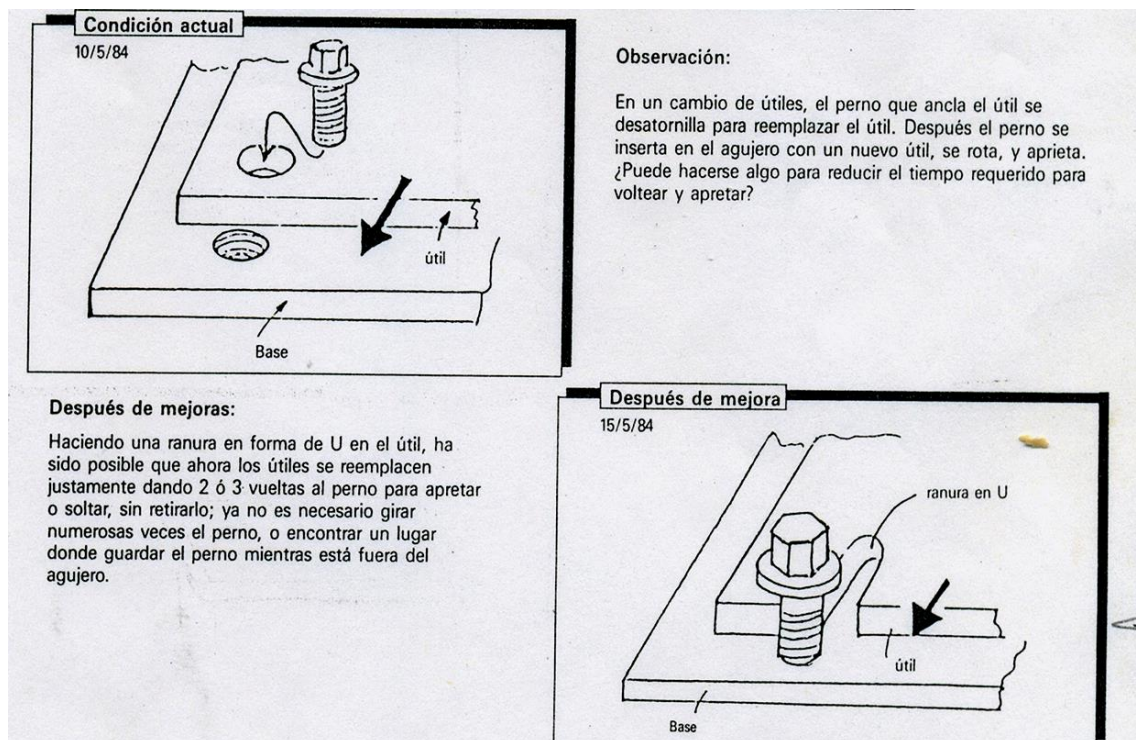 Condición actual
10/5/84
útil
Base
Observación:
En un cambio de útiles, el perno que ancla el útil se
desatornilla para reemplazar el útil. Después el perno se
inserta en el agujero con un nuevo útil, se rota, y aprieta.
¿Puede hacerse algo para reducir el tiempo requerido para
voltear y apretar?
Después de mejoras:
Haciendo una ranura en forma de U en el útil, ha
sido posible que ahora los útiles se reemplacen
justamente dando 2 ó 3 vueltas al perno para apretar
o soltar, sin retirarlo; ya no es necesario girar
numerosas veces el perno, o encontrar un lugar
donde guardar el perno mientras está fuera del
agujero.
Después de mejora
15/5/84
ranura en U
útil
Base